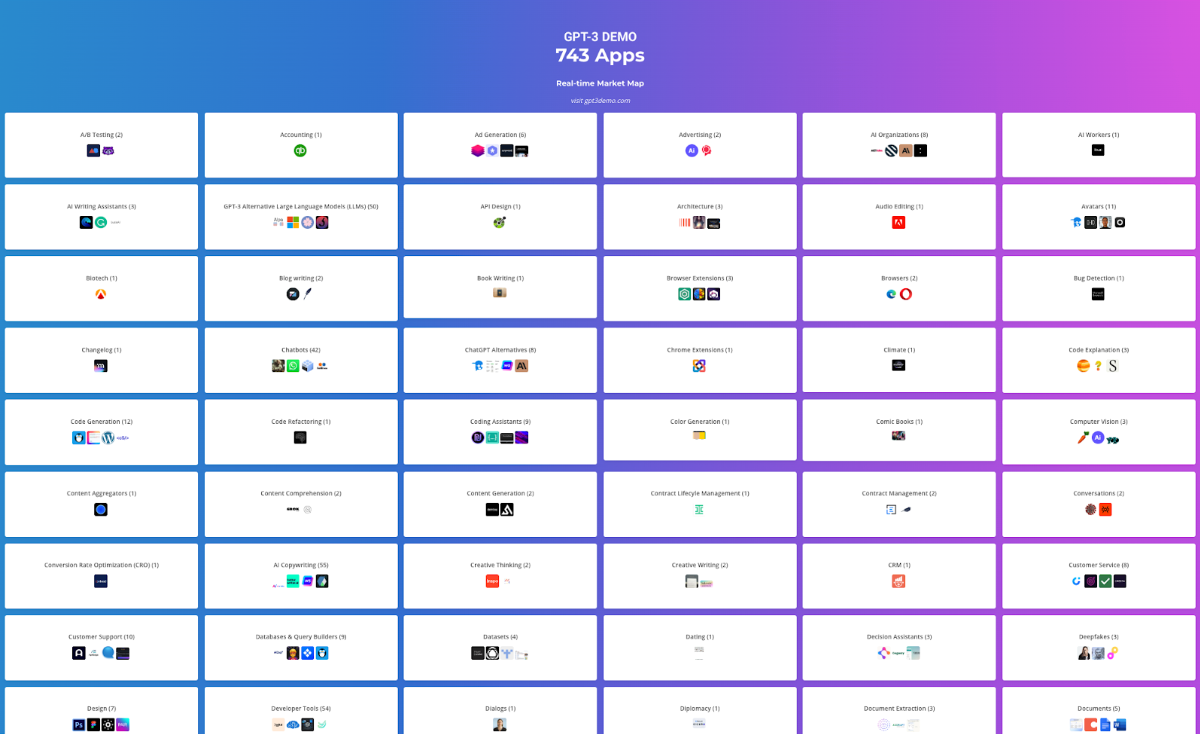 GPT-3 DEMO
743 Apps
Real-time Market Map
visit gpt3demo.com
A/B Testing (2)
Accounting (1)
Ad Generation (6)
Advertising (2)
AI Organizations (8)
AI Workers (1)
AI Writing Assistants (3)
GPT-3 Alternative Large Language Models (LLMs) (50)
API Design (1)
Architecture (3)
Audio Editing (1)
Avatars (11)
Biotech (1)
Blog writing (2)
Book Writing (1)
Browser Extensions (3)
Browsers (2)
Bug Detection (1)
Changelog (1)
Chatbots (42)
ChatGPT Alternatives (8)
Chrome Extensions (1)
Climate (1)
Code Explanation (3)
Code Generation (12)
Code Refactoring (1)
Coding Assistants (9)
Color Generation (1)
Comic Books (1)
Computer Vision (3)
Content Aggregators (1)
Content Comprehension (2)
Content Generation (2)
Contract Lifecyle Management (1)
Contract Management (2)
Conversations (2)
Conversion Rate Optimization (CRO) (1)
AI Copywriting (55)
Creative Thinking (2)
Creative Writing (2)
CRM (1)
Customer Service (8)
Customer Support (10)
Databases & Query Builders (9)
Datasets (4)
Dating (1)
Decision Assistants (3)
Deepfakes (3)
Design (7)
Developer Tools (54)
Dialogs (1)
Diplomacy (1)
Document Extraction (3)
Documents (5)